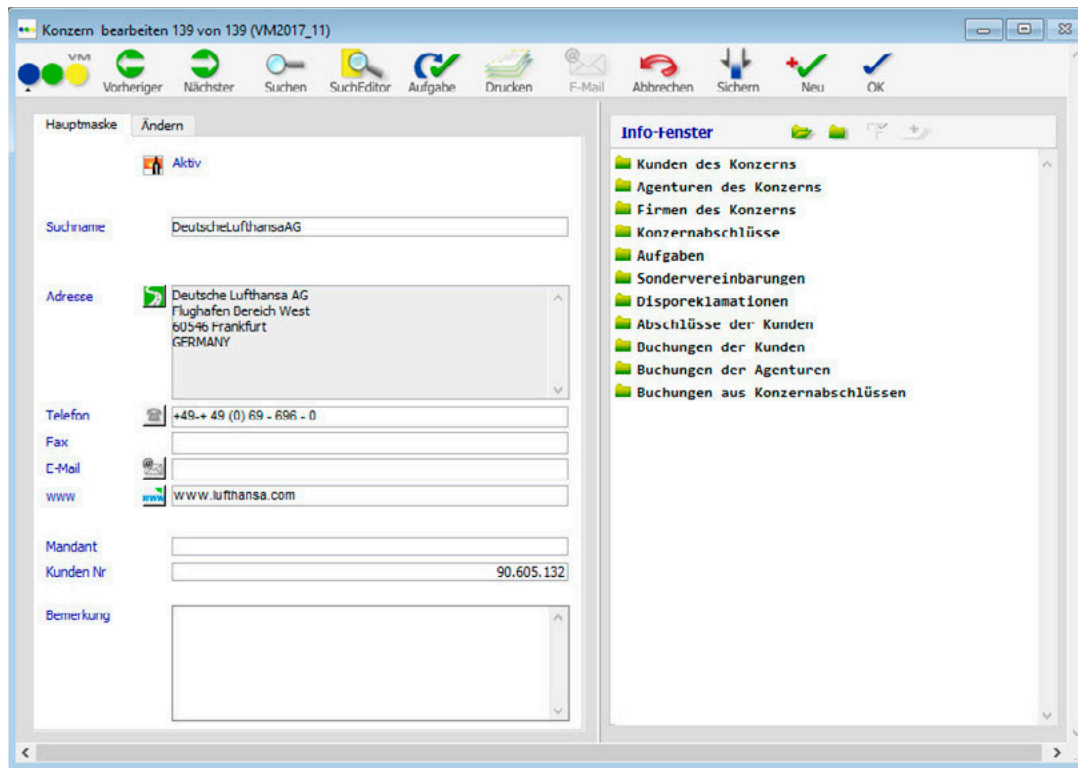 Konzern bearbeiten 139 von 139 (VM2017_11)
VM
Vorheriger Nächster Suchen SuchEditor Aufgabe Drucken E-Mail Abbrechen Sichern Neu OK
Hauptmaske Ändern
Aktiv
Suchname DeutscheLufthansaAG
Adresse Deutsche Lufthansa AG
Flughafen Bereich West
60546 Frankfurt
GERMANY
Telefon +49-+ 49 (0) 69 - 696 - 0
Fax
E-Mail
www www www.lufthansa.com
Mandant
Kunden Nr 90.605.132
Bemerkung
Info-Fenster
Kunden des Konzerns
Agenturen des Konzerns
Firmen des Konzerns
Konzernabschlüsse
Aufgaben
Sondervereinbarungen
Disporeklamationen
Abschlüsse der Kunden
Buchungen der Kunden
Buchungen der Agenturen
Buchungen aus Konzernabschlüssen